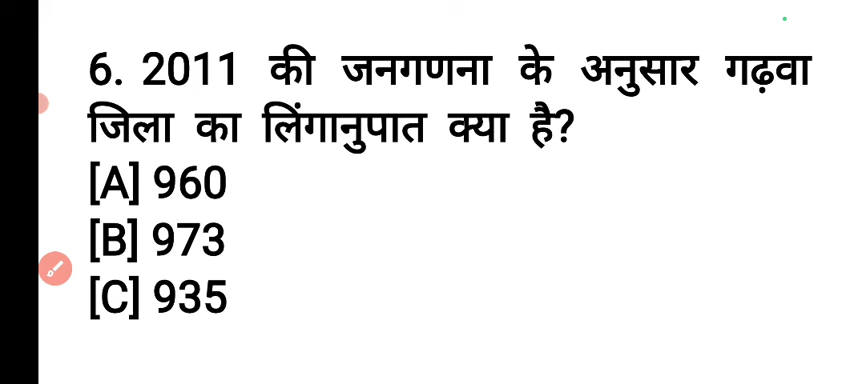 6. 2011 की जनगणना के अनुसार गढ़वा
जिला का लिंगानुपात क्या है?
[A] 960
[B] 973
[C] 935